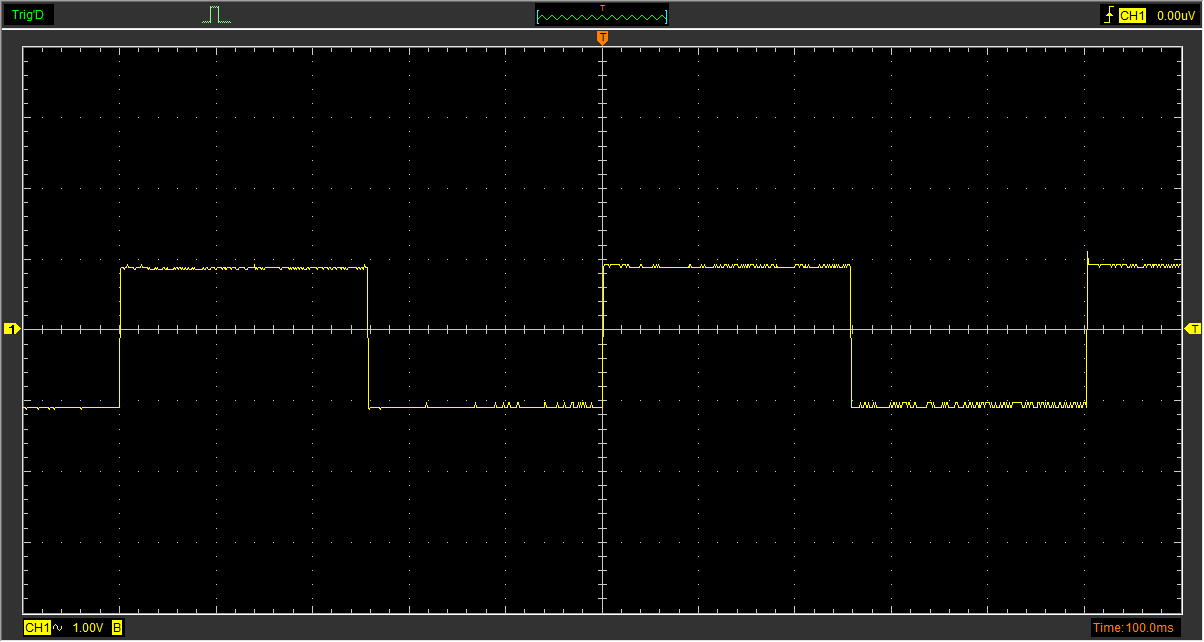 Trig'D
T
CH1 0.00uV
T
1
T
CH1 1.00V B
Time:100.0ms